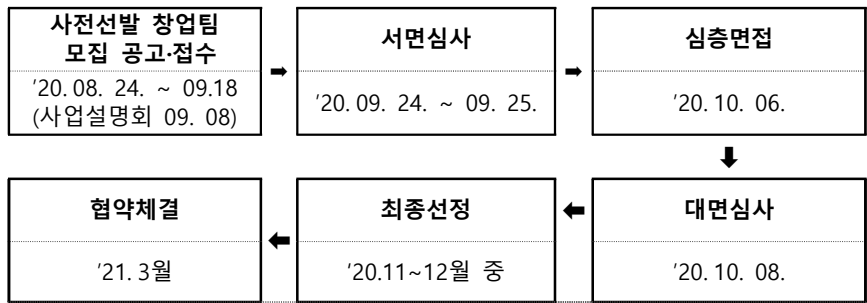 사전선발 창업팀
모집 공고·접수
'20. 08. 24. ~ 09.18
(사업설명회 09. 08)
➡
서면심사
'20. 09. 24. ~ 09. 25.
➡
심층면접
'20. 10. 06.
⬇
대면심사
'20. 10. 08.
⬅
최종선정
'20.11~12월 중
⬅
협약체결
'21. 3월